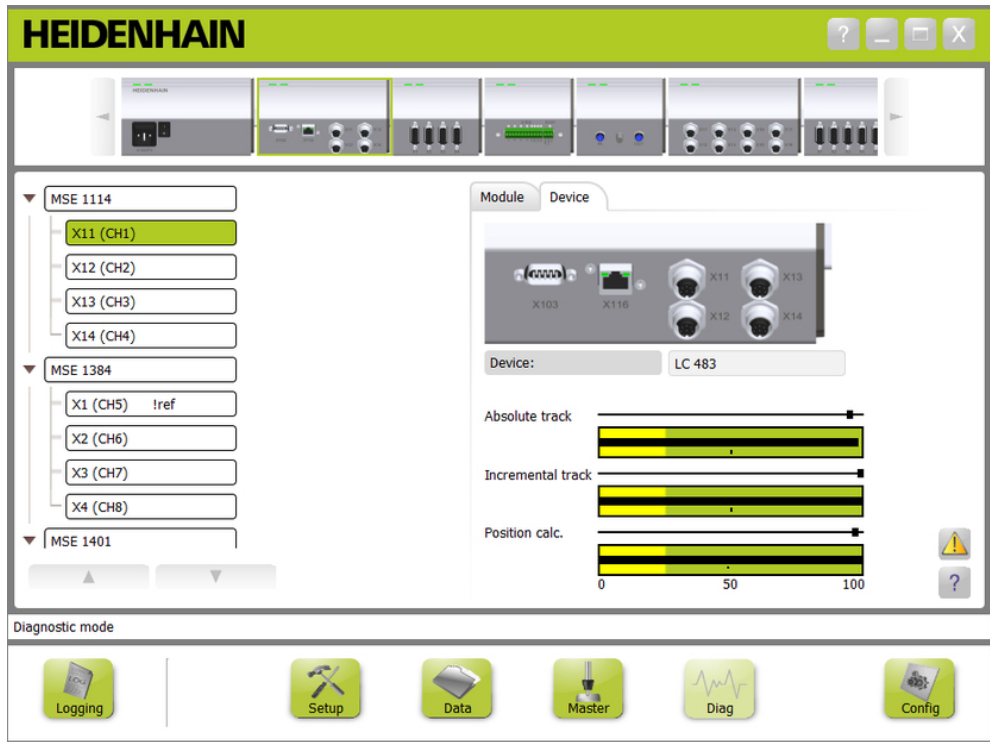 HEIDENHAIN
? _ X
HEIDENHAIN
MSE 1114
X11 (CH1)
X12 (CH2)
X13 (CH3)
X14 (CH4)
MSE 1384
X1 (CH5) !ref
X2 (CH6)
X3 (CH7)
X4 (CH8)
MSE 1401
Module Device
X103 X116 X11 X13
X12 X14
Device: LC 483
Absolute track
Incremental track
Position calc.
0 50 100
?
Diagnostic mode
LOG
Logging Setup Data Master Diag Config